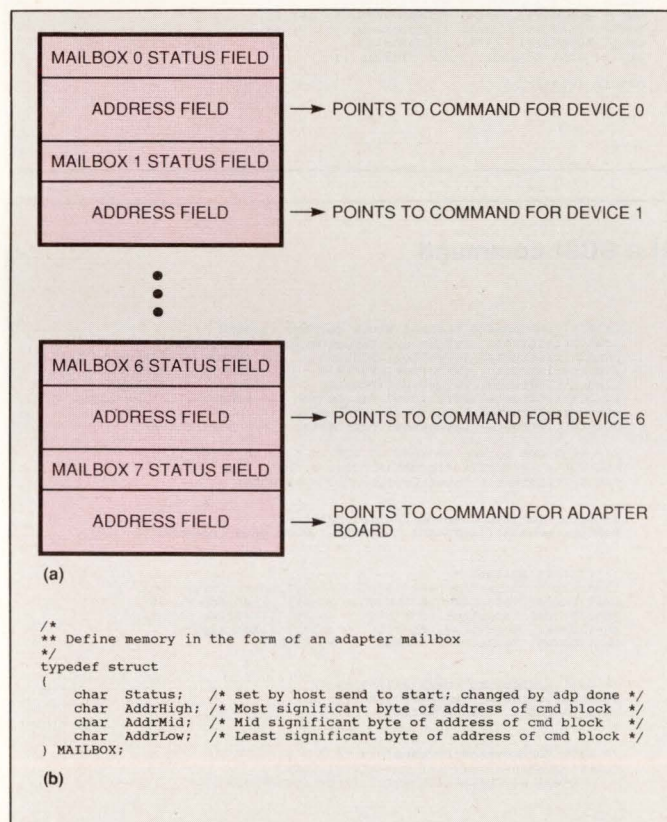 MAILBOX 0 STATUS FIELD
ADDRESS FIELD → POINTS TO COMMAND FOR DEVICE 0
MAILBOX 1 STATUS FIELD
ADDRESS FIELD → POINTS TO COMMAND FOR DEVICE 1
MAILBOX 6 STATUS FIELD
ADDRESS FIELD → POINTS TO COMMAND FOR DEVICE 6
MAILBOX 7 STATUS FIELD
ADDRESS FIELD → POINTS TO COMMAND FOR ADAPTER
BOARD
(a)
/*
** Define memory in the form of an adapter mailbox
*/
typedef struct
{
    char  Status;   /* set by host send to start; changed by adp done */
    char  AddrHigh; /* Most significant byte of address of cmd block */
    char  AddrMid;  /* Mid significant byte of address of cmd block  */
    char  AddrLow;  /* Least significant byte of address of cmd block */
} MAILBOX;
(b)